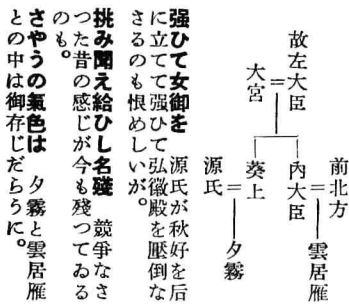 故左大臣
大宮
前北方
內大臣
雲居雁
葵上
源氏
夕霧
强ひて女御を　源氏が秋好を后
に立てて强ひて弘徽殿を壓倒な
さるのも恨めしいが。
挑み聞え給ひし名殘　競爭なさ
つた昔の感じが今も殘つてゐる
のも。
さやうの氣色は　夕霧と雲居雁
との中は御存じだらうに。